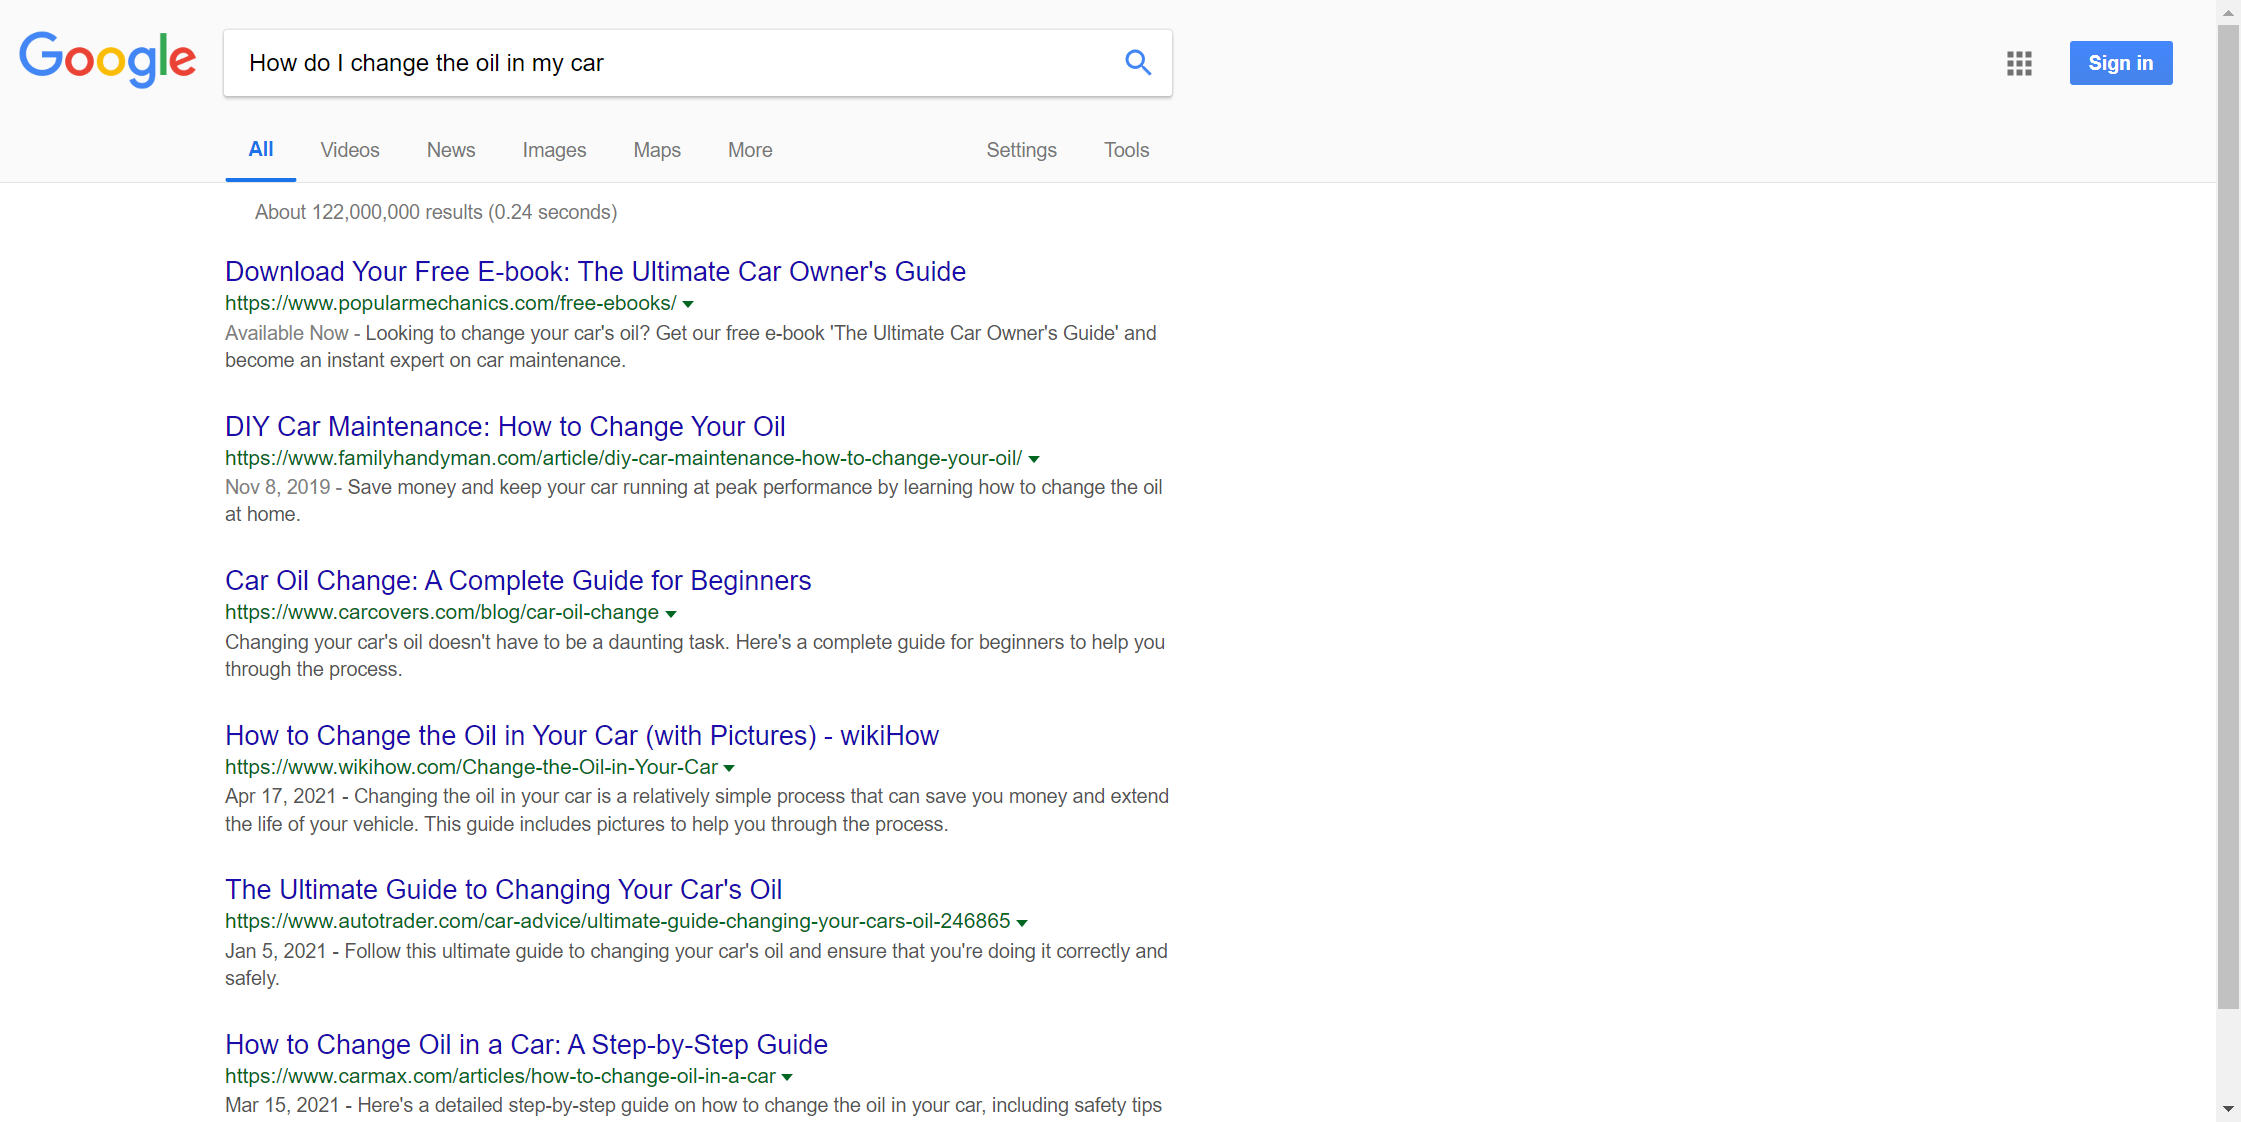 Google
How do I change the oil in my car
Sign in
All Videos News Images Maps More Settings Tools
About 122,000,000 results (0.24 seconds)
Download Your Free E-book: The Ultimate Car Owner's Guide
https://www.popularmechanics.com/free-ebooks/
Available Now - Looking to change your car's oil? Get our free e-book 'The Ultimate Car Owner's Guide' and
become an instant expert on car maintenance.
DIY Car Maintenance: How to Change Your Oil
https://www.familyhandyman.com/article/diy-car-maintenance-how-to-change-your-oil/
Nov 8, 2019 - Save money and keep your car running at peak performance by learning how to change the oil
at home.
Car Oil Change: A Complete Guide for Beginners
https://www.carcovers.com/blog/car-oil-change
Changing your car's oil doesn't have to be a daunting task. Here's a complete guide for beginners to help you
through the process.
How to Change the Oil in Your Car (with Pictures) - wikiHow
https://www.wikihow.com/Change-the-Oil-in-Your-Car
Apr 17, 2021 - Changing the oil in your car is a relatively simple process that can save you money and extend
the life of your vehicle. This guide includes pictures to help you through the process.
The Ultimate Guide to Changing Your Car's Oil
https://www.autotrader.com/car-advice/ultimate-guide-changing-your-cars-oil-246865
Jan 5, 2021 - Follow this ultimate guide to changing your car's oil and ensure that you're doing it correctly and
safely.
How to Change Oil in a Car: A Step-by-Step Guide
https://www.carmax.com/articles/how-to-change-oil-in-a-car
Mar 15, 2021 - Here's a detailed step-by-step guide on how to change the oil in your car, including safety tips